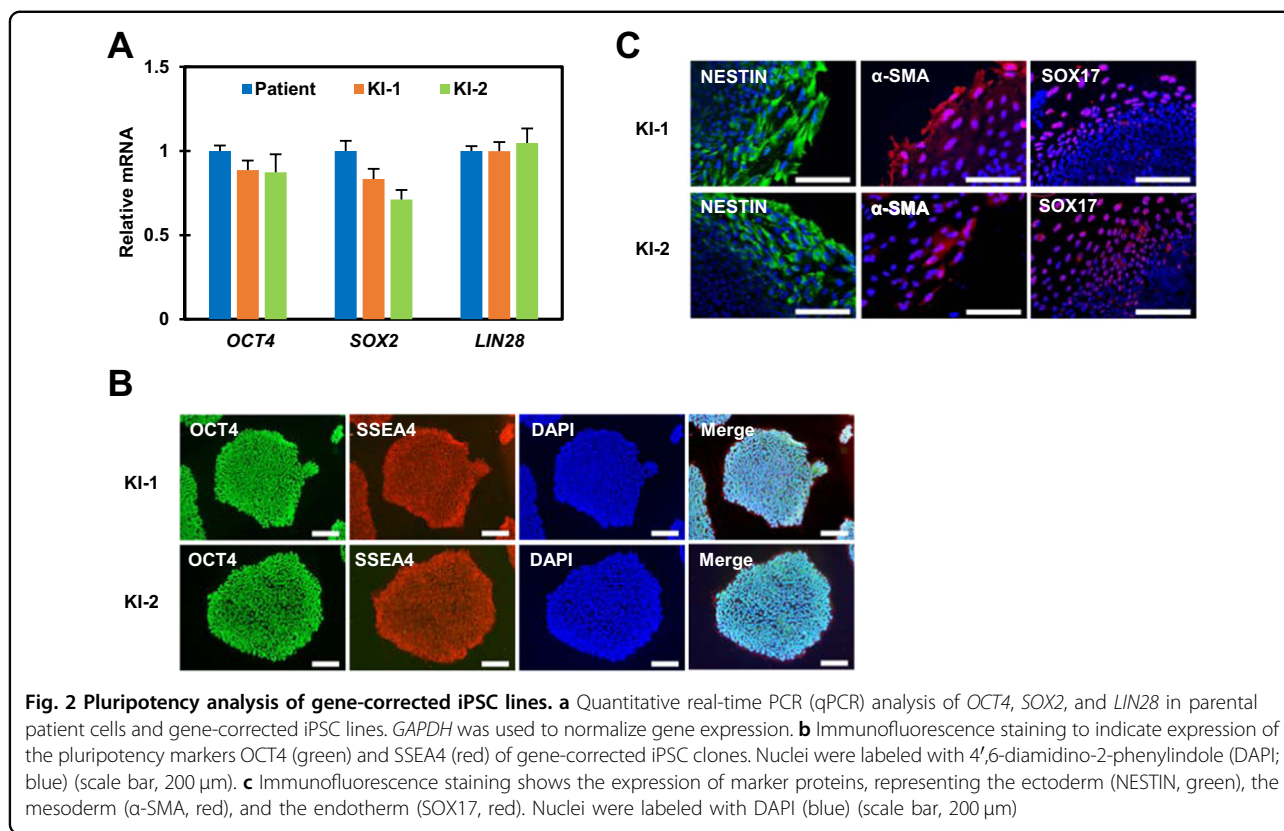 A
C
1.5
1
0.5
0
Relative mRNA
Patient KI-1 KI-2
OCT4 SOX2 LIN28
NESTIN α-SMA SOX17
KI-1
NESTIN α-SMA SOX17
KI-2
B
OCT4 SSEA4 DAPI Merge
KI-1
OCT4 SSEA4 DAPI Merge
KI-2
Fig. 2 Pluripotency analysis of gene-corrected iPSC lines. a Quantitative real-time PCR (qPCR) analysis of OCT4, SOX2, and LIN28 in parental
patient cells and gene-corrected iPSC lines. GAPDH was used to normalize gene expression. b Immunofluorescence staining to indicate expression of
the pluripotency markers OCT4 (green) and SSEA4 (red) of gene-corrected iPSC clones. Nuclei were labeled with 4′,6-diamidino-2-phenylindole (DAPI;
blue) (scale bar, 200 μm). c Immunofluorescence staining shows the expression of marker proteins, representing the ectoderm (NESTIN, green), the
mesoderm (α-SMA, red), and the endotherm (SOX17, red). Nuclei were labeled with DAPI (blue) (scale bar, 200 μm)